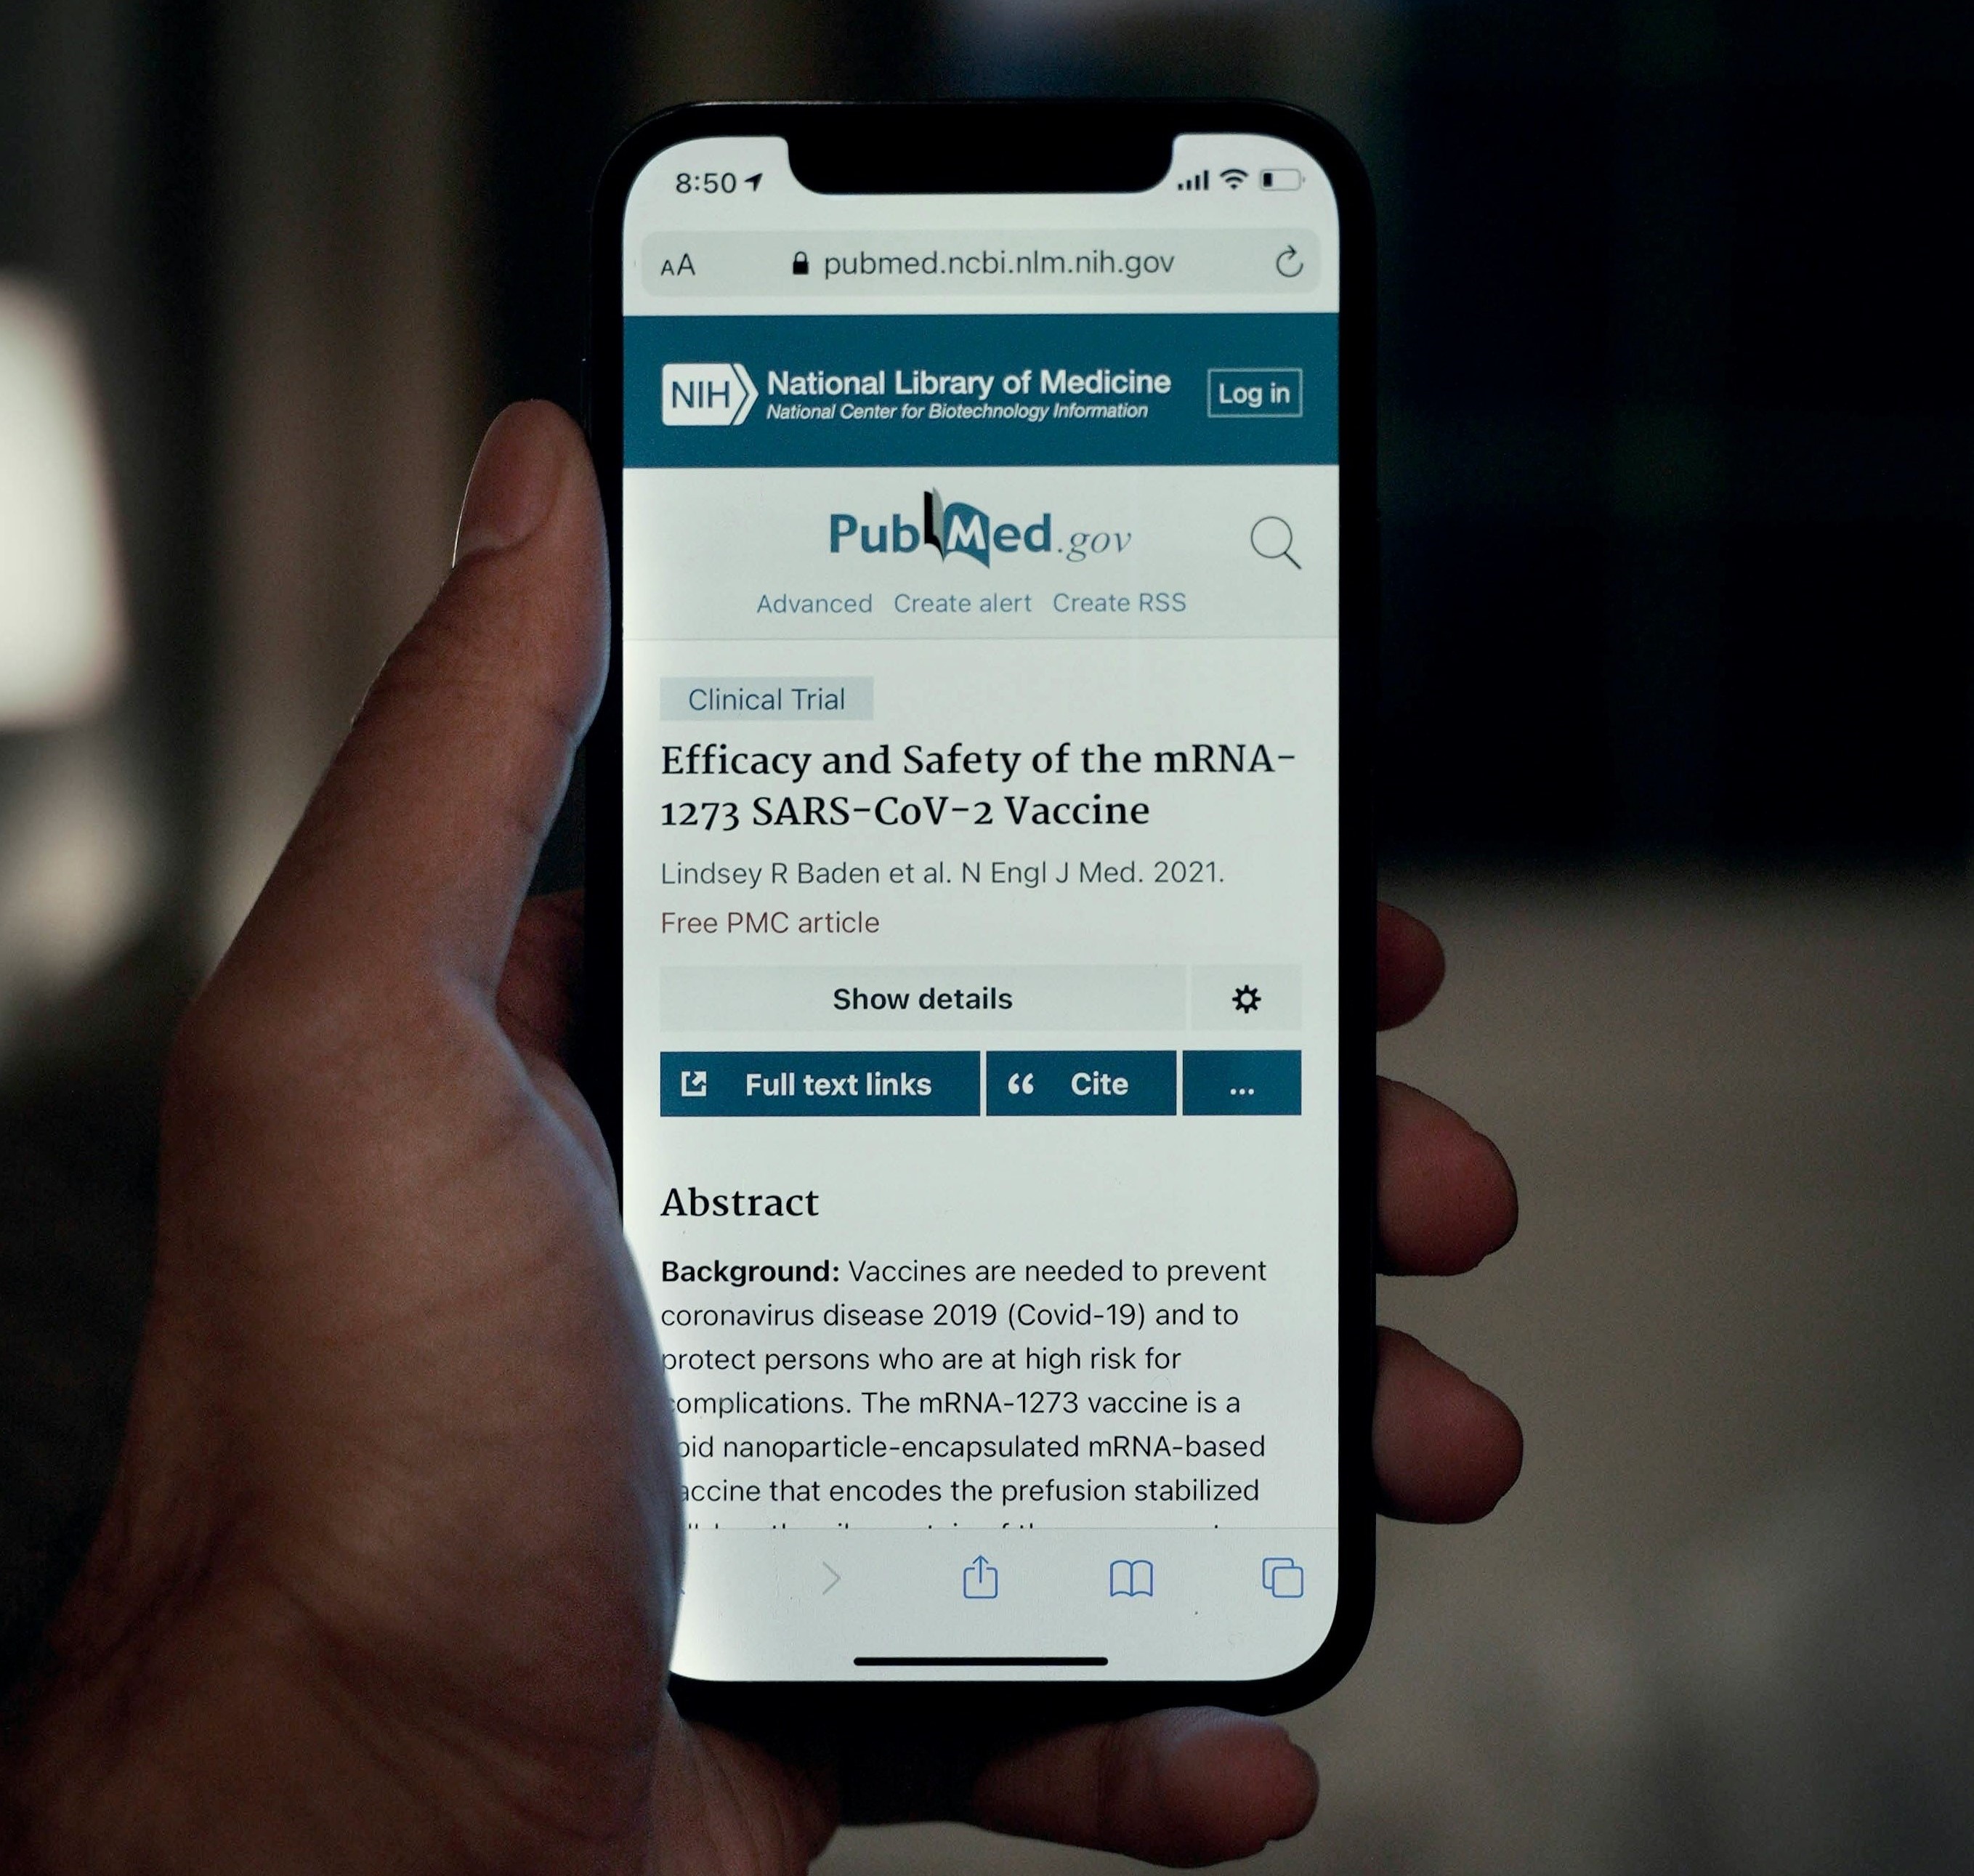 8:50
AA pubmed.ncbi.nlm.nih.gov
NIH National Library of Medicine Log in
National Center for Biotechnology Information
PubMed.gov
Advanced Create alert Create RSS
Clinical Trial
Efficacy and Safety of the mRNA-
1273 SARS-CoV-2 Vaccine
Lindsey R Baden et al. N Engl J Med. 2021.
Free PMC article
Show details
Full text links “ Cite ...
Abstract
Background: Vaccines are needed to prevent
coronavirus disease 2019 (Covid-19) and to
protect persons who are at high risk for
omplications. The mRNA-1273 vaccine is a
pid nanoparticle-encapsulated mRNA-based
accine that encodes the prefusion stabilized